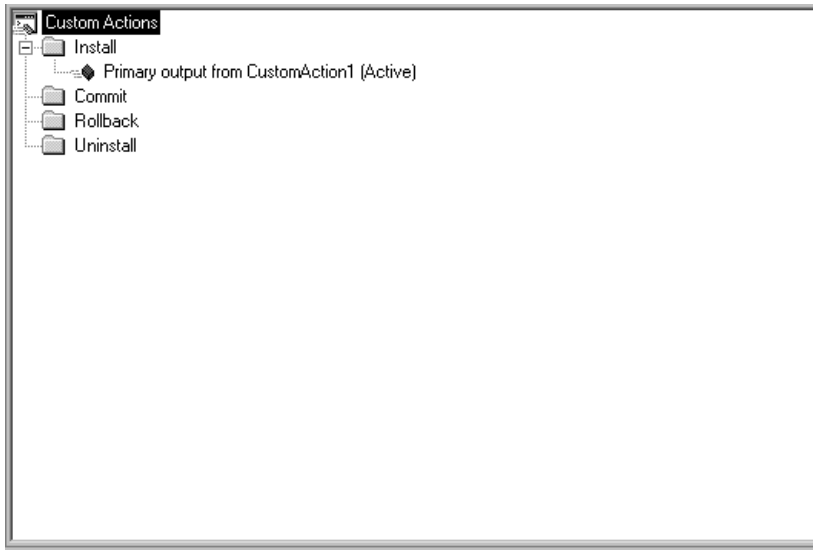 Custom Actions
Install
Primary output from CustomAction1 (Active)
Commit
Rollback
Uninstall